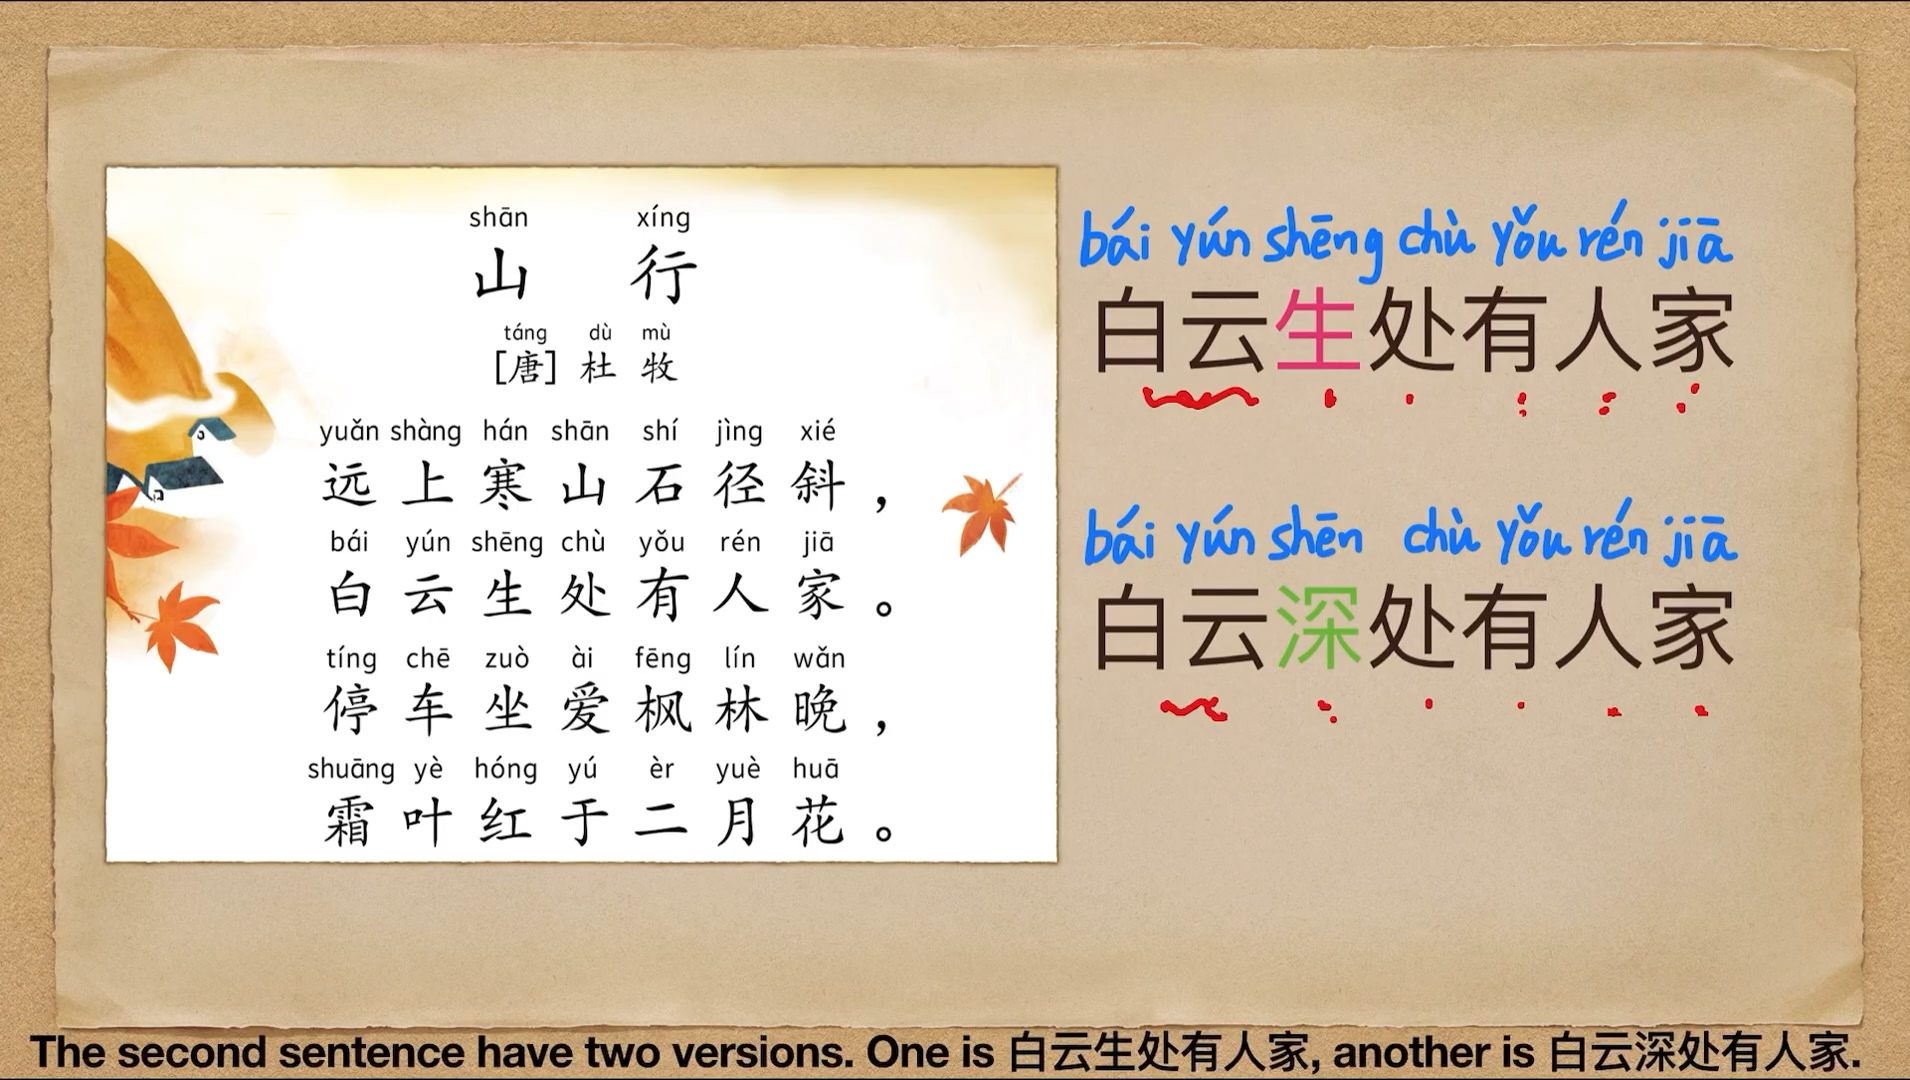 shān xíng
山 行
táng dù mù
[唐] 杜 牧
yuǎn shàng hán shān shí jìng xié
远上寒山石径斜，
bái yún shēng chù yǒu rén jiā
白云生处有人家。
tíng chē zuò ài fēng lín wǎn
停车坐爱枫林晚，
shuāng yè hóng yú èr yuè huā
霜叶红于二月花。
bái yún shēng chù yǒu rén jiā
白云生处有人家
bái yún shēn chù yǒu rén jiā
白云深处有人家
The second sentence have two versions. One is 白云生处有人家, another is 白云深处有人家.